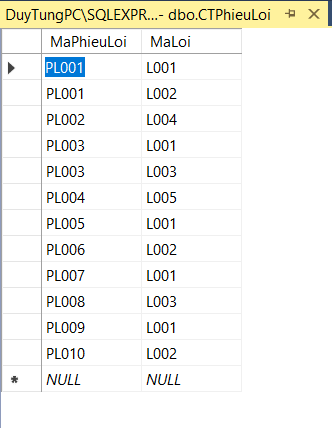 DuyTungPC\SQLEXPR...- dbo.CTPhieuLoi
MaPhieuLoi MaLoi
PL001 L001
PL001 L002
PL002 L004
PL003 L001
PL003 L003
PL004 L005
PL005 L001
PL006 L002
PL007 L001
PL008 L003
PL009 L001
PL010 L002
NULL NULL